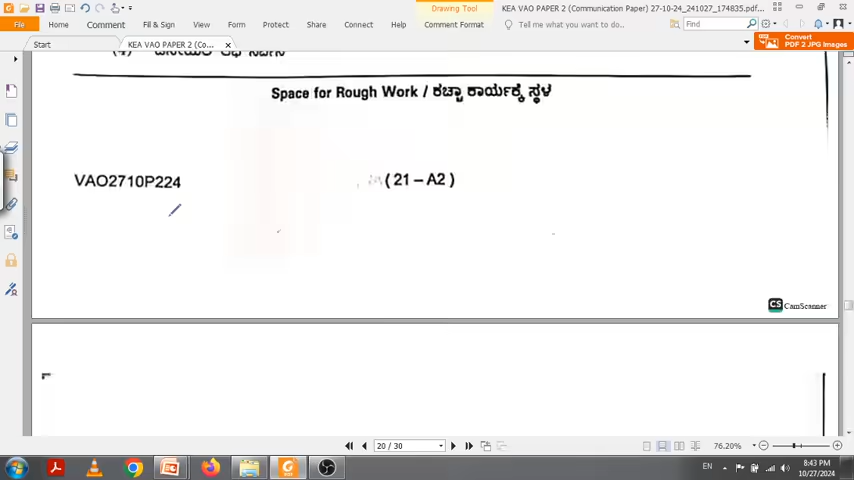 Drawing Tool
KEA VAO PAPER 2 (Communication Paper) 27-10-24_241027_174635.pdf...
File
Home
Comment
Fill & Sign
View
Form
Protect
Share
Connect
Help
Comment Format
Tell me what you want to do...
Find
Start
KEA VAO PAPER 2 (Co...
Convert
PDF 2 JPG Images
Space for Rough Work / ಕಚ್ಚಾ ಕಾರ್ಯಕ್ಕೆ ಸ್ಥಳ
VAO2710P224
( 21 – A2 )
CS CamScanner
20 / 30
76.20%
EN
8:43 PM
10/27/2024